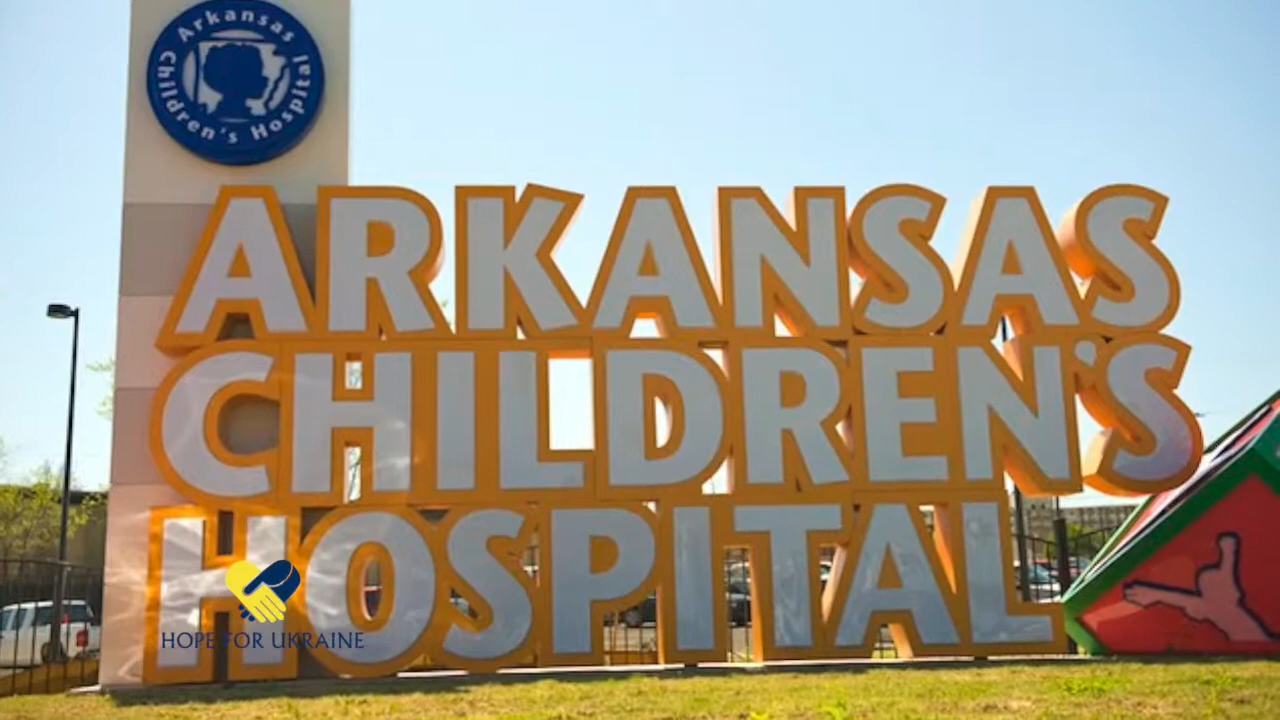 Arkansas
Children's Hospital
ARKANSAS
CHILDREN'S
HOSPITAL
HOPE FOR UKRAINE